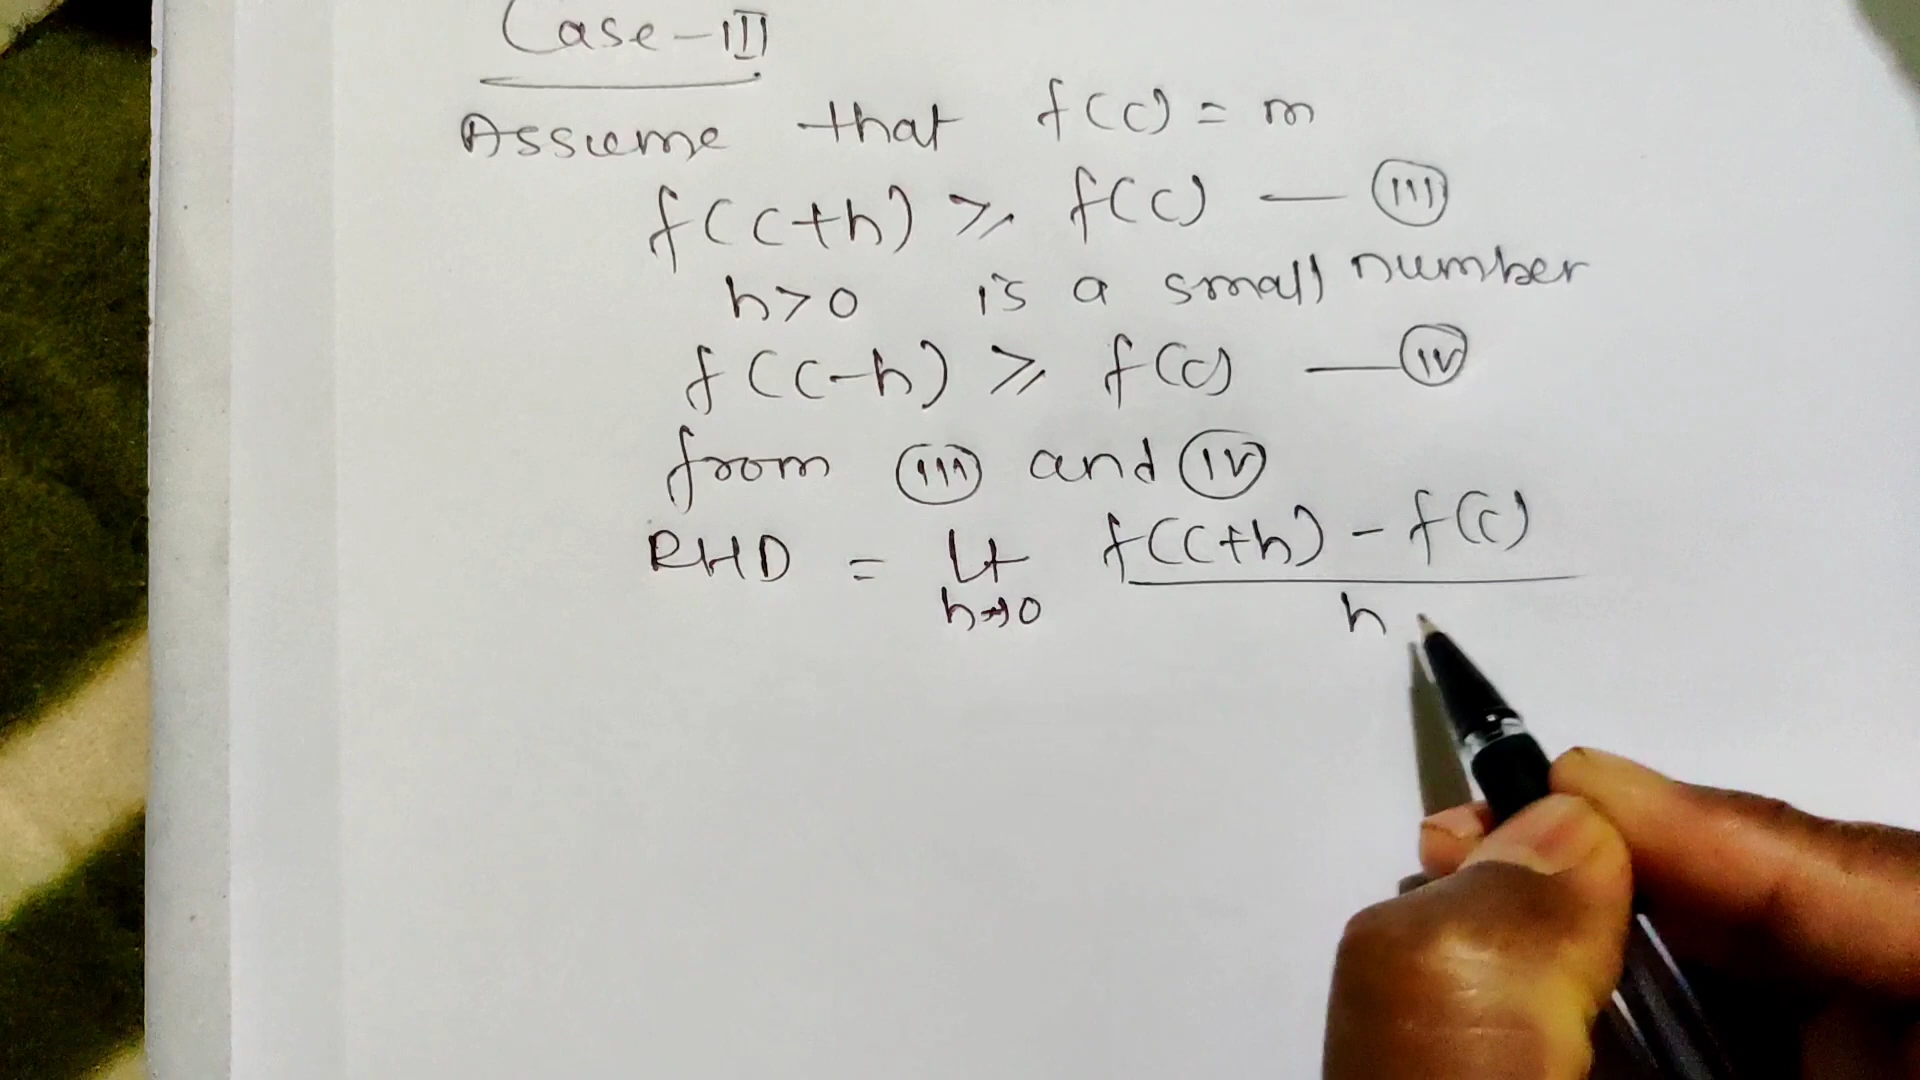 Case-III
Assume that f(c) = m
f(c+h) ⩾ f(c) — (iii)
h>0 is a small number
f(c-h) ⩾ f(c) — (iv)
from (iii) and (iv)
RHD = Lt f(c+h) - f(c)
h→0 h